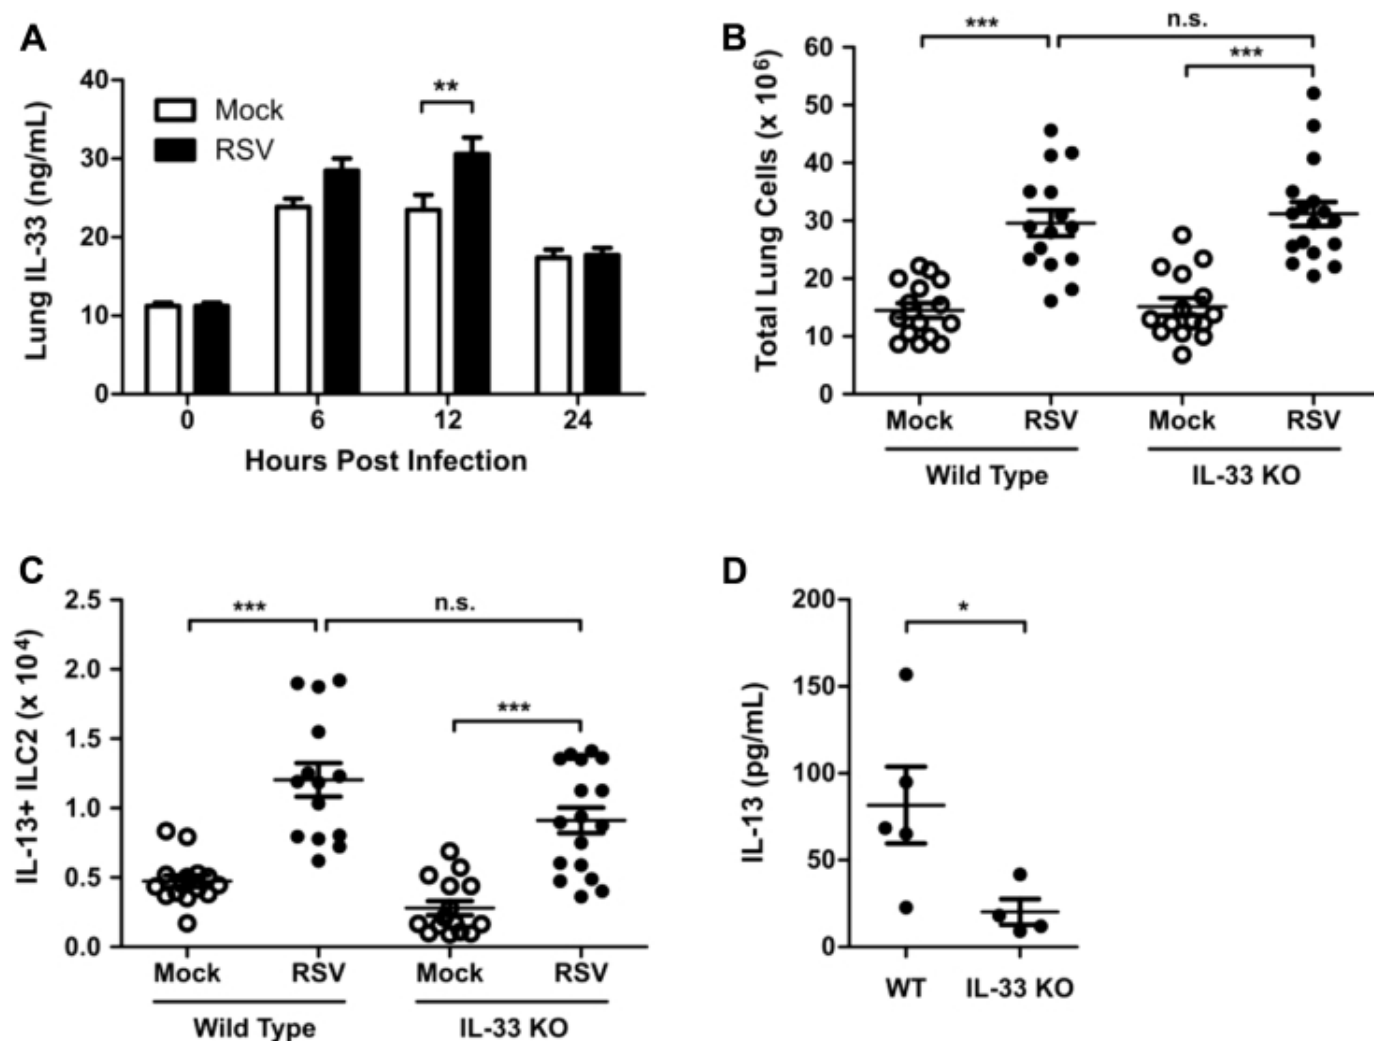 A
Lung IL-33 (ng/mL)
40
30
20
10
0
Mock
RSV
**
0 6 12 24
Hours Post Infection
B
Total Lung Cells (x 10⁶)
60
50
40
30
20
10
0
*** n.s.
***
Mock RSV Mock RSV
Wild Type IL-33 KO
C
IL-13+ ILC2 (x 10⁴)
2.5
2.0
1.5
1.0
0.5
0.0
*** n.s.
***
Mock RSV Mock RSV
Wild Type IL-33 KO
D
IL-13 (pg/mL)
200
150
100
50
0
*
WT IL-33 KO